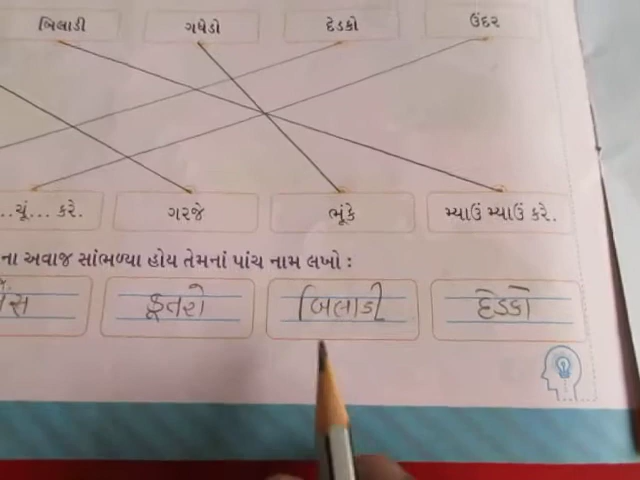 બિલાડી ગધેડો દેડકો ઉંદર
...ચૂં... કરે. ગરજે ભૂંકે મ્યાઉં મ્યાઉં કરે.
ના અવાજ સાંભળ્યા હોય તેમનાં પાંચ નામ લખો :
કૂતરો બિલાડી દેડકો